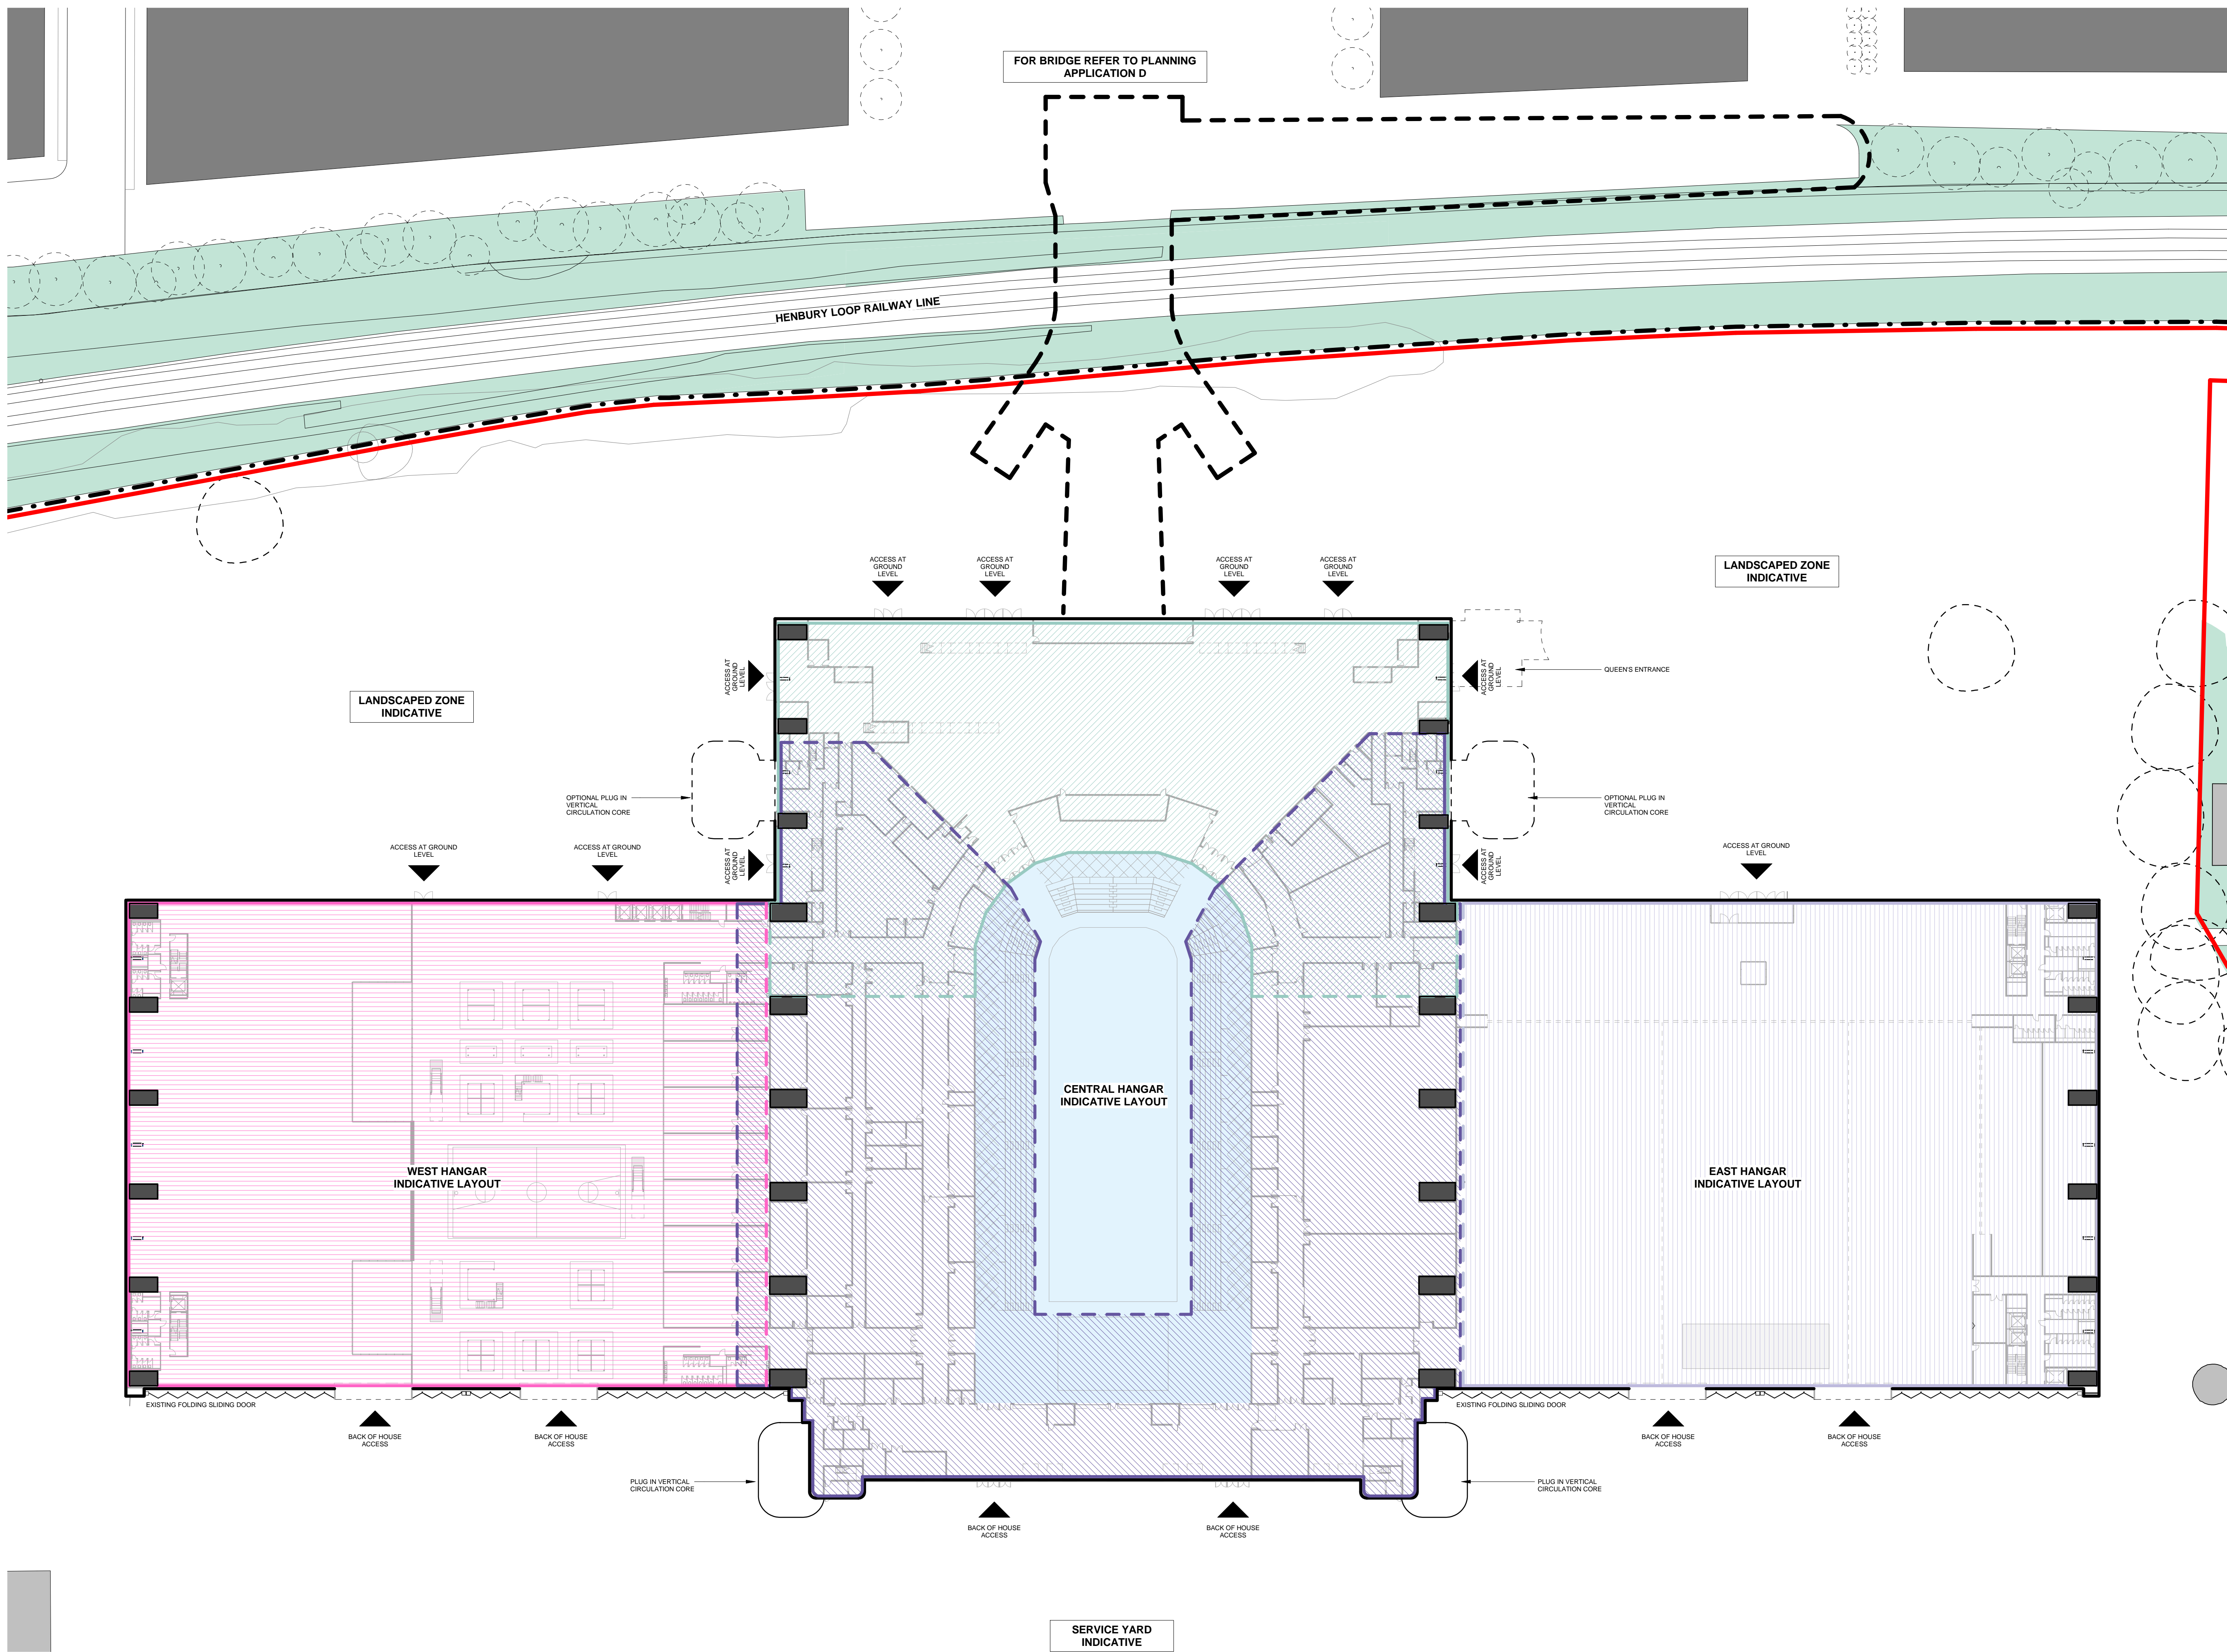 FOR BRIDGE REFER TO PLANNING
APPLICATION D
HENBURY LOOP RAILWAY LINE
ACCESS AT
GROUND
LEVEL
ACCESS AT
GROUND
LEVEL
ACCESS AT
GROUND
LEVEL
ACCESS AT
GROUND
LEVEL
LANDSCAPED ZONE
INDICATIVE
ACCESS AT
GROUND
LEVEL
ACCESS AT
GROUND
LEVEL
QUEEN'S ENTRANCE
LANDSCAPED ZONE
INDICATIVE
OPTIONAL PLUG IN
VERTICAL
CIRCULATION CORE
OPTIONAL PLUG IN
VERTICAL
CIRCULATION CORE
ACCESS AT GROUND
LEVEL
ACCESS AT GROUND
LEVEL
ACCESS AT
GROUND
LEVEL
ACCESS AT
GROUND
LEVEL
ACCESS AT GROUND
LEVEL
CENTRAL HANGAR
INDICATIVE LAYOUT
WEST HANGAR
INDICATIVE LAYOUT
EAST HANGAR
INDICATIVE LAYOUT
EXISTING FOLDING SLIDING DOOR
EXISTING FOLDING SLIDING DOOR
BACK OF HOUSE
ACCESS
BACK OF HOUSE
ACCESS
BACK OF HOUSE
ACCESS
BACK OF HOUSE
ACCESS
PLUG IN VERTICAL
CIRCULATION CORE
PLUG IN VERTICAL
CIRCULATION CORE
BACK OF HOUSE
ACCESS
BACK OF HOUSE
ACCESS
SERVICE YARD
INDICATIVE